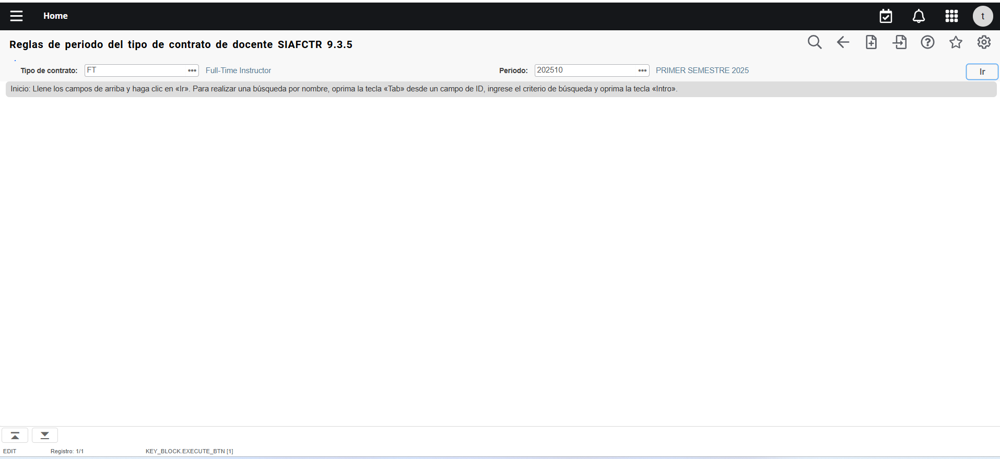 Home
t
Reglas de periodo del tipo de contrato de docente SIAFCTR 9.3.5
Tipo de contrato: FT ••• Full-Time Instructor Periodo: 202510 ••• PRIMER SEMESTRE 2025 Ir
Inicio: Llene los campos de arriba y haga clic en «Ir». Para realizar una búsqueda por nombre, oprima la tecla «Tab» desde un campo de ID, ingrese el criterio de búsqueda y oprima la tecla «Intro».
EDIT Registro: 1/1 KEY_BLOCK.EXECUTE_BTN [1]